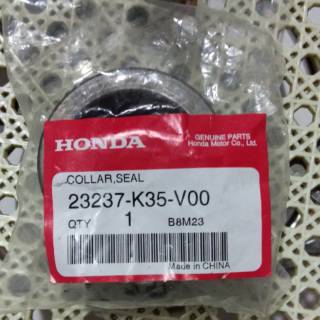 HONDA
GENUINE PARTS
Honda Motor Co., Ltd.
COLLAR,SEAL
23237-K35-V00
QTY 1 B8M23
Made in CHINA